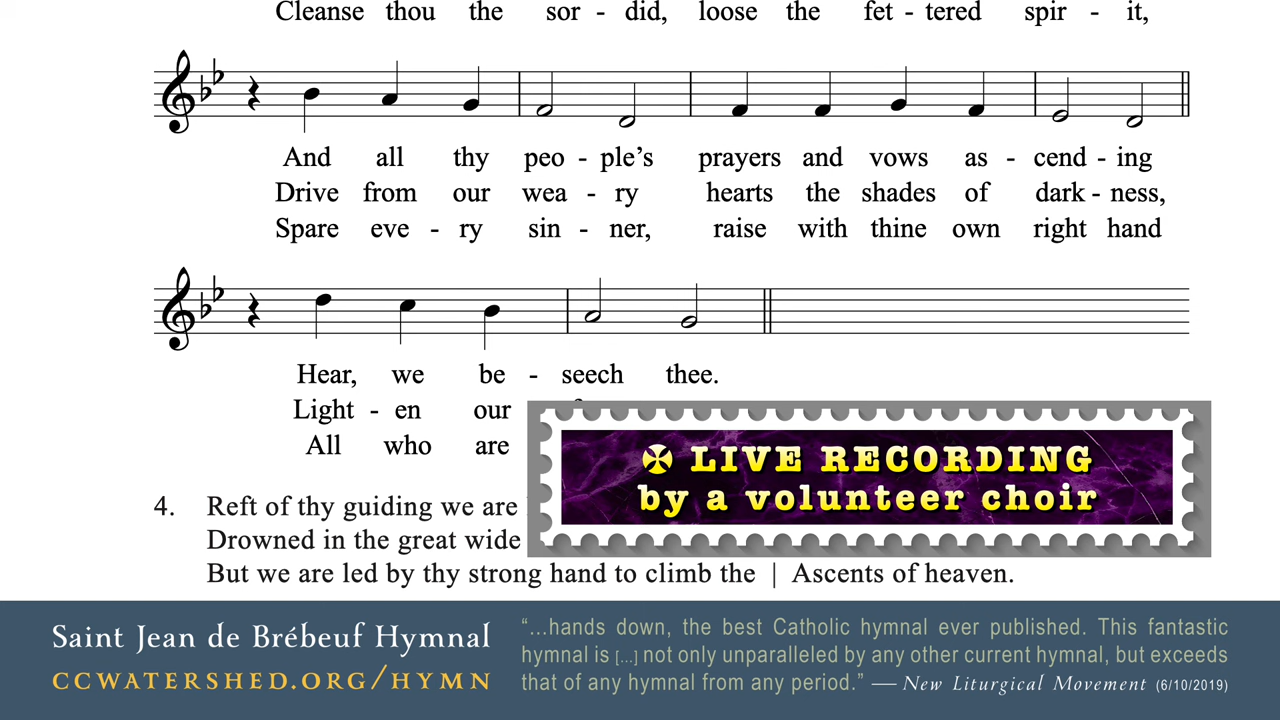 Cleanse thou the sor - did, loose the fet - tered spir - it,
And all thy peo - ple's prayers and vows as - cend - ing
Drive from our wea - ry hearts the shades of dark - ness,
Spare eve - ry sin - ner, raise with thine own right hand
Hear, we be - seech thee.
Light - en our
All who are
✠ LIVE RECORDING
by a volunteer choir
4. Reft of thy guiding we are
Drowned in the great wide
But we are led by thy strong hand to climb the | Ascents of heaven.
Saint Jean de Brébeuf Hymnal
CCWATERSHED.ORG/HYMN
“...hands down, the best Catholic hymnal ever published. This fantastic
hymnal is [...] not only unparalleled by any other current hymnal, but exceeds
that of any hymnal from any period.” — New Liturgical Movement (6/10/2019)